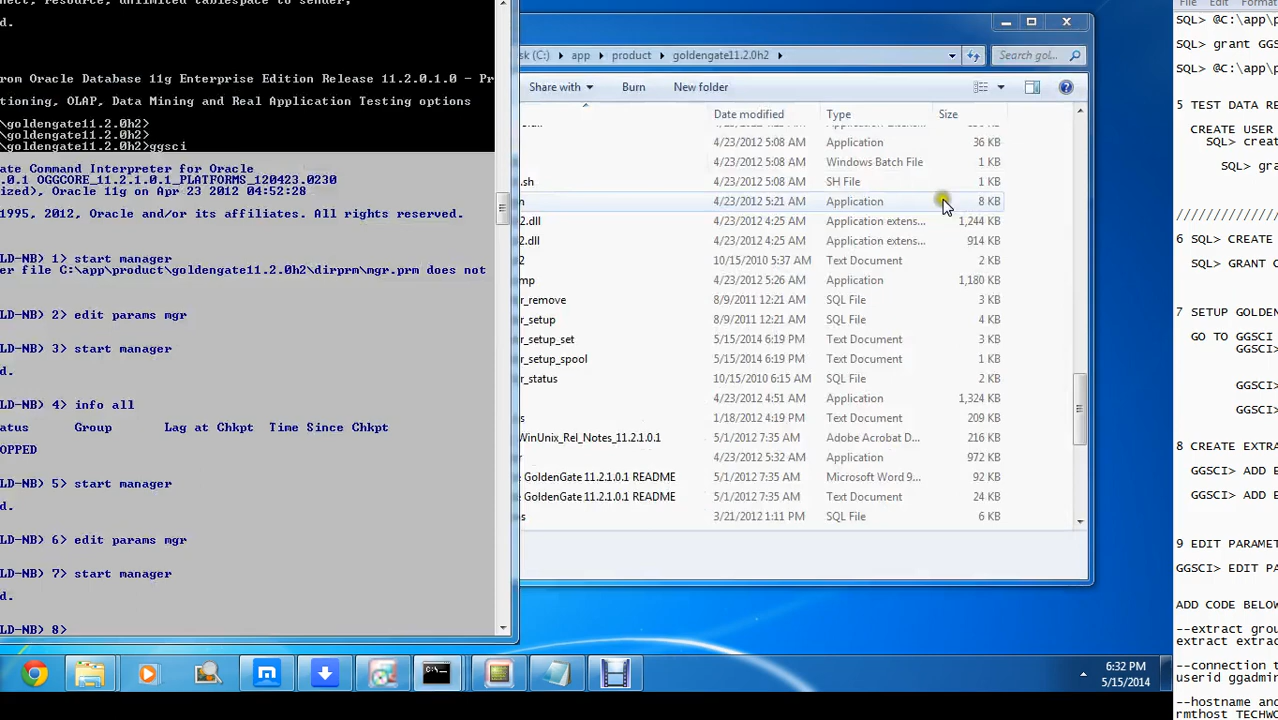 nect, resource, unlimited tablespace to sender;
d.
rom Oracle Database 11g Enterprise Edition Release 11.2.0.1.0 - Pr
tioning, OLAP, Data Mining and Real Application Testing options
\goldengate11.2.0h2>
\goldengate11.2.0h2>
\goldengate11.2.0h2>ggsci
ate Command Interpreter for Oracle
.0.1 OGGCORE_11.2.1.0.1_PLATFORMS_120423.0230
ized), Oracle 11g on Apr 23 2012 04:52:28
1995, 2012, Oracle and/or its affiliates. All rights reserved.
LD-NB) 1> start manager
er file C:\app\product\goldengate11.2.0h2\dirprm\mgr.prm does not
LD-NB) 2> edit params mgr
LD-NB) 3> start manager
d.
LD-NB) 4> info all
tatus Group Lag at Chkpt Time Since Chkpt
OPPED
LD-NB) 5> start manager
d.
LD-NB) 6> edit params mgr
LD-NB) 7> start manager
d.
LD-NB) 8>
sk (C:) app product goldengate11.2.0h2
Search gol...
Share with Burn New folder
Date modified Type Size
4/23/2012 5:08 AM Application 36 KB
4/23/2012 5:08 AM Windows Batch File 1 KB
.sh 4/23/2012 5:08 AM SH File 1 KB
n 4/23/2012 5:21 AM Application 8 KB
2.dll 4/23/2012 4:25 AM Application extens... 1,244 KB
2.dll 4/23/2012 4:25 AM Application extens... 914 KB
2 10/15/2010 5:37 AM Text Document 2 KB
mp 4/23/2012 5:26 AM Application 1,180 KB
r_remove 8/9/2011 12:21 AM SQL File 3 KB
r_setup 8/9/2011 12:21 AM SQL File 4 KB
r_setup_set 5/15/2014 6:19 PM Text Document 3 KB
r_setup_spool 5/15/2014 6:19 PM Text Document 1 KB
r_status 10/15/2010 6:15 AM SQL File 2 KB
4/23/2012 4:51 AM Application 1,324 KB
s 1/18/2012 4:19 PM Text Document 209 KB
WinUnix_Rel_Notes_11.2.1.0.1 5/1/2012 7:35 AM Adobe Acrobat D... 216 KB
r 4/23/2012 5:32 AM Application 972 KB
e GoldenGate 11.2.1.0.1 README 5/1/2012 7:35 AM Microsoft Word 9... 171 KB
e GoldenGate 11.2.1.0.1 README 5/1/2012 7:35 AM Text Document 24 KB
s 3/21/2012 1:11 PM SQL File 6 KB
File Edit Format
SQL> @C:\app\p
SQL> grant GGS
SQL> @C:\app\p
5 TEST DATA RE
CREATE USER
SQL> creat
SQL> g
///////////////
6 SQL> CREATE
SQL> GRANT C
7 SETUP GOLDEN
GO TO GGSCI
GGSCI>
GGSCI>
GGSCI>
8 CREATE EXTRA
GGSCI> ADD E
GGSCI> ADD E
9 EDIT PARAMET
GGSCI> EDIT PA
ADD CODE BELOW
--extract grou
extract ext1
--connection t
userid ggadmin
--hostname and
rmthost TECHWO
6:32 PM
5/15/2014